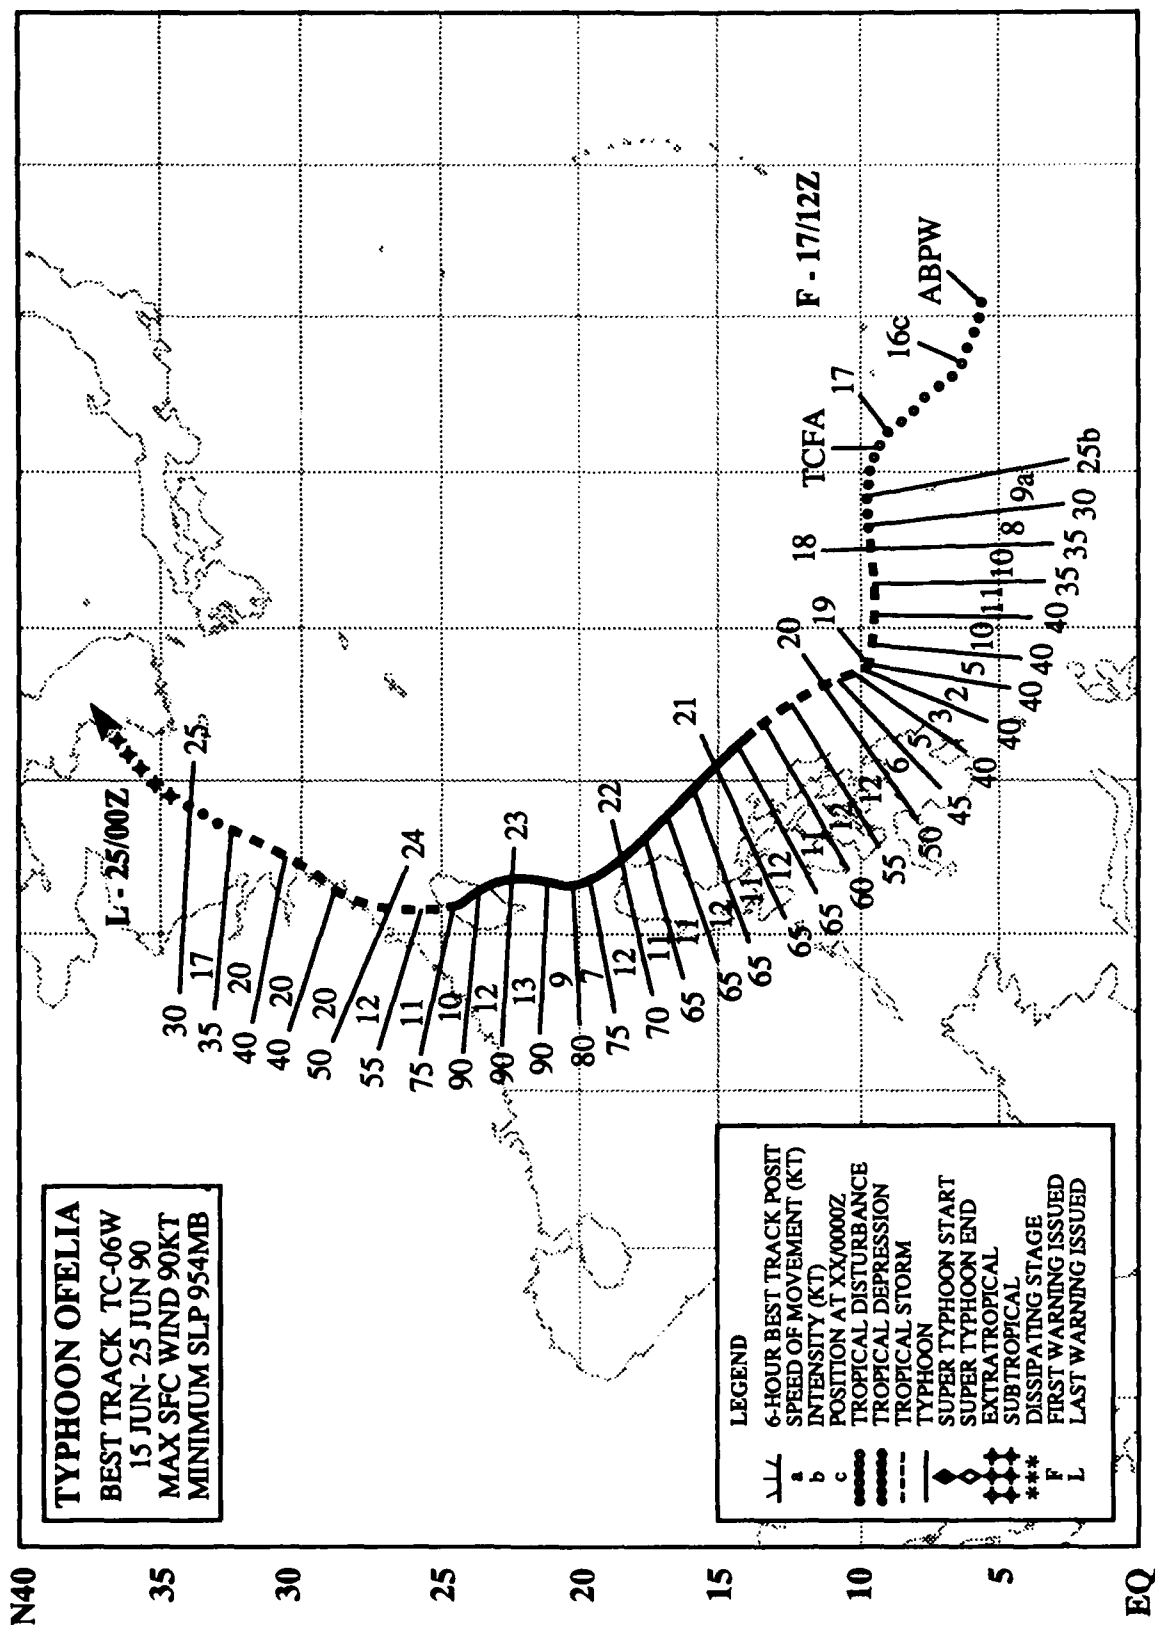 TYPHOON OFELIA
BEST TRACK TC-06W
15 JUN- 25 JUN 90
MAX SFC WIND 90KT
MINIMUM SLP 954MB
L - 25/00Z
F - 17/12Z
ABPW
16c
17
TCFA
18
19
20
21
22
23
24
25
25b
30
35
35
40
40
40
40
40
45
50
55
60
65
65
65
65
65
70
75
80
90
90
90
75
55
50
40
40
35
30
9a
8
10
11
10
5
2
3
5
6
12
12
11
12
11
12
11
11
12
7
9
13
12
10
11
12
20
20
20
17
LEGEND
6-HOUR BEST TRACK POSIT
a SPEED OF MOVEMENT (KT)
b INTENSITY (KT)
c POSITION AT XX/0000Z
TROPICAL DISTURBANCE
TROPICAL DEPRESSION
TROPICAL STORM
TYPHOON
SUPER TYPHOON START
SUPER TYPHOON END
EXTRATROPICAL
SUBTROPICAL
*** DISSIPATING STAGE
F FIRST WARNING ISSUED
L LAST WARNING ISSUED
N40
35
30
25
20
15
10
5
EQ